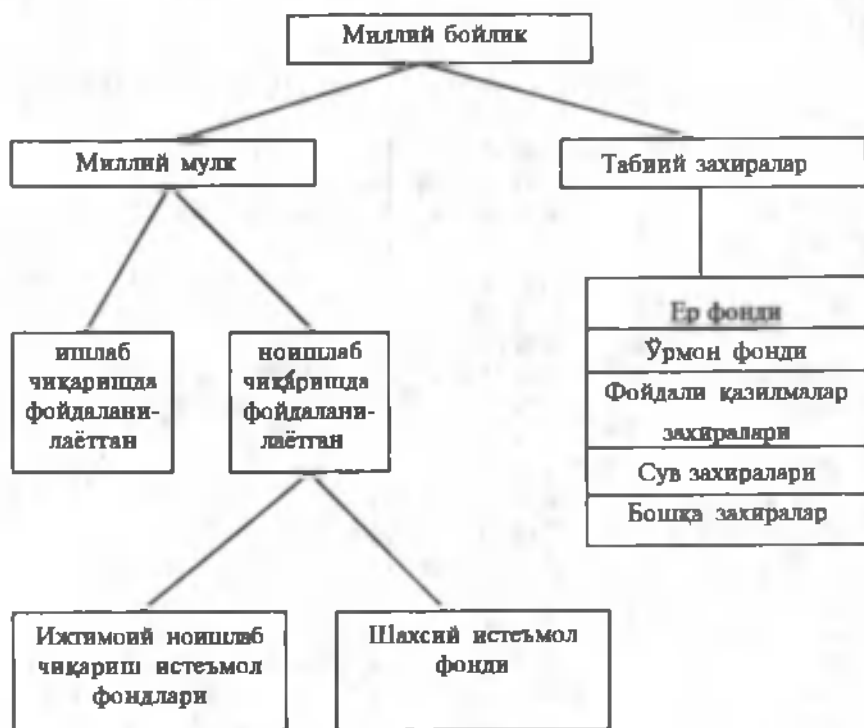 Миллий бойлик
Миллий мулк
Табиий захиралар
ишлаб
чиқаришда
фойдалани-
лаётган
ноишлаб
чиқаришда
фойдалани-
лаётган
Ер фонди
Ўрмон фонди
Фойдали қазилмалар
захиралари
Сув захиралари
Бошқа захиралар
Ижтимоий ноишлаб
чиқариш истеъмол
фондлари
Шахсий истеъмол
фонди